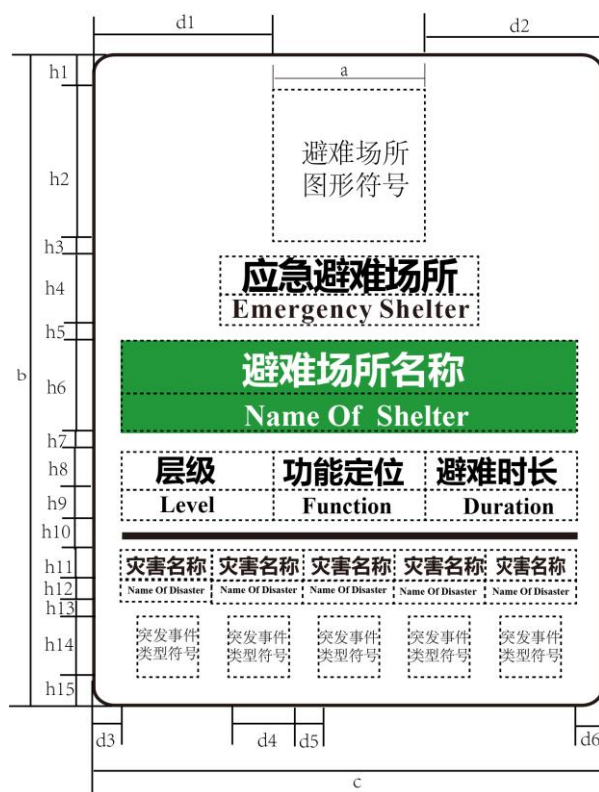 d1
d2
h1
a
避难场所
图形符号
h2
h3
应急避难场所
h4
Emergency Shelter
h5
b
避难场所名称
h6
Name Of Shelter
h7
层级 功能定位 避难时长
h8
Level Function Duration
h9
h10
灾害名称 灾害名称 灾害名称 灾害名称 灾害名称
h11
Name Of Disaster Name Of Disaster Name Of Disaster Name Of Disaster Name Of Disaster
h12
h13
突发事件 突发事件 突发事件 突发事件 突发事件
h14
类型符号 类型符号 类型符号 类型符号 类型符号
h15
d3 d4 d5 d6
c